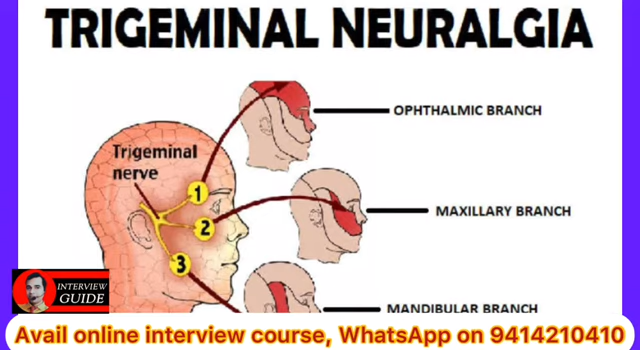 TRIGEMINAL NEURALGIA
OPHTHALMIC BRANCH
Trigeminal
nerve
1
MAXILLARY BRANCH
2
3
INTERVIEW
GUIDE
MANDIBULAR BRANCH
Avail online interview course, WhatsApp on 9414210410